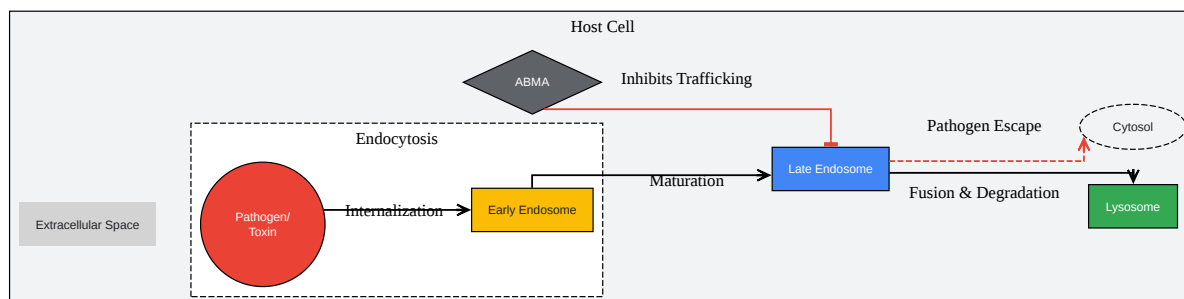 Host Cell
ABMA
Inhibits Trafficking
Endocytosis
Pathogen Escape
Cytosol
Late Endosome
Maturation
Fusion & Degradation
Lysosome
Internalization
Early Endosome
Pathogen/
Toxin
Extracellular Space